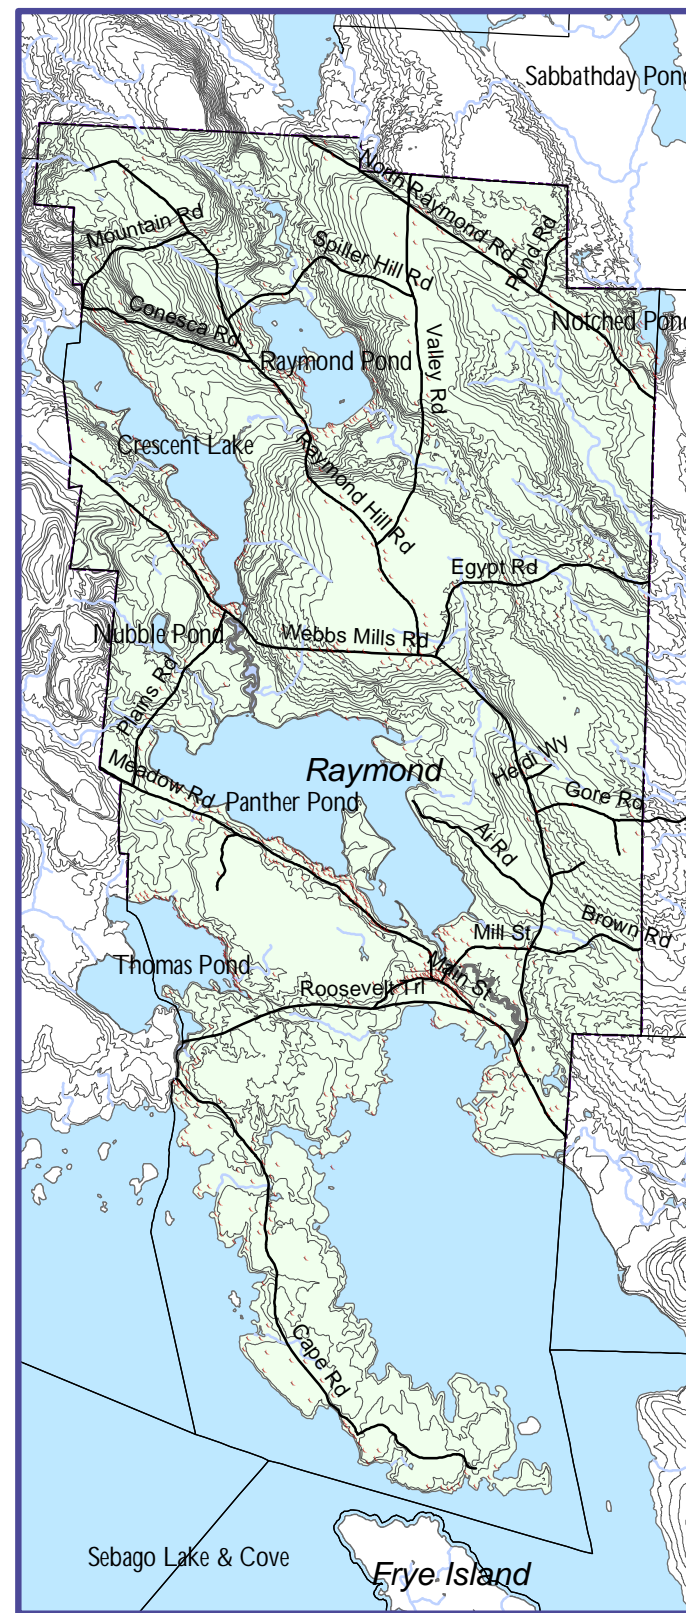 Sabbathday Pond
North Raymond Rd
Mountain Rd
Spiller Hill Rd
Pond Rd
Conesca Rd
Notched Pond
Raymond Pond
Valley Rd
Crescent Lake
Raymond Hill Rd
Egypt Rd
Nubble Pond
Webbs Mills Rd
Plains Rd
Raymond
Heidi Wy
Meadow Rd
Panther Pond
Gore Rd
Ai Rd
Mill St
Brown Rd
Thomas Pond
Main St
Roosevelt Trl
Cape Rd
Sebago Lake & Cove
Frye Island